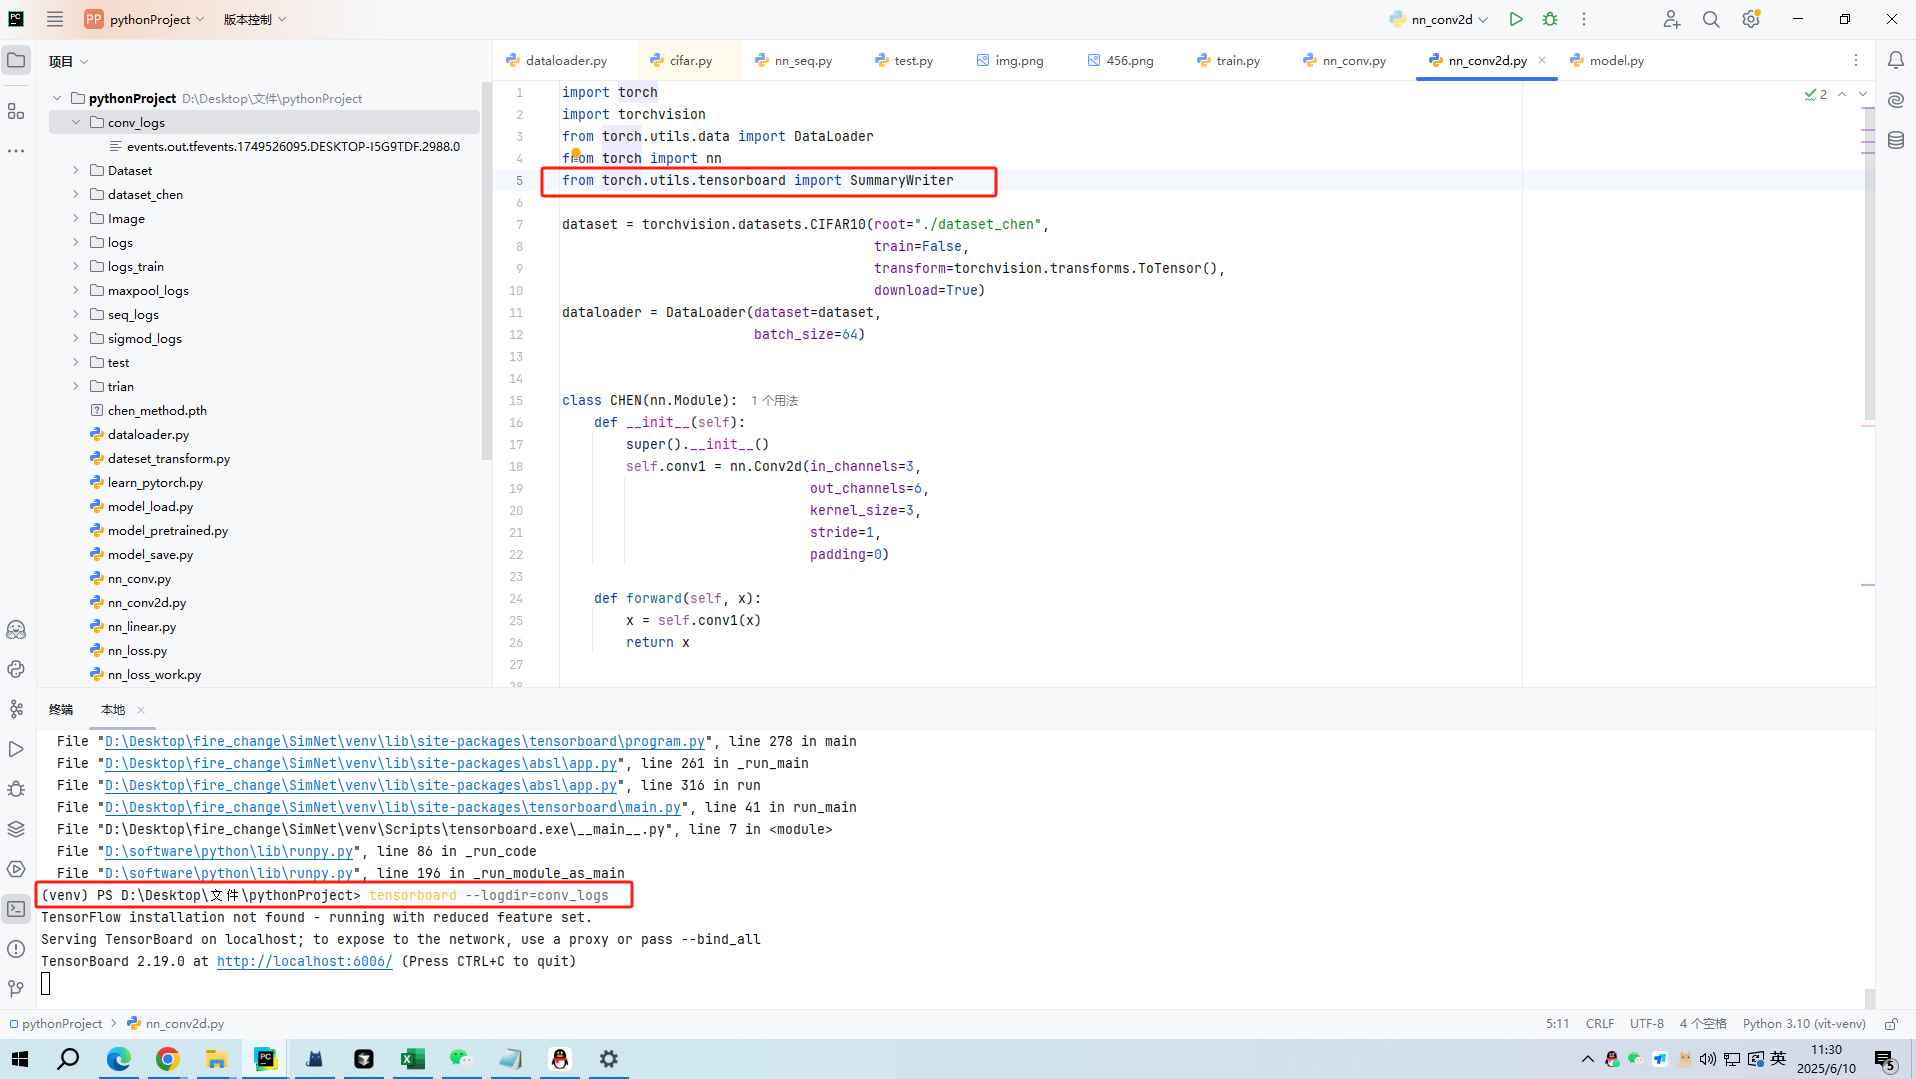 PC
PP pythonProject 版本控制
nn_conv2d
项目
dataloader.py cifar.py nn_seq.py test.py img.png 456.png train.py nn_conv.py nn_conv2d.py model.py
pythonProject D:\Desktop\文件\pythonProject
conv_logs
events.out.tfevents.1749526095.DESKTOP-I5G9TDF.2988.0
Dataset
dataset_chen
Image
logs
logs_train
maxpool_logs
seq_logs
sigmod_logs
test
trian
chen_method.pth
dataloader.py
dateset_transform.py
learn_pytorch.py
model_load.py
model_pretrained.py
model_save.py
nn_conv.py
nn_conv2d.py
nn_linear.py
nn_loss.py
nn_loss_work.py
2
1 import torch
2 import torchvision
3 from torch.utils.data import DataLoader
4 from torch import nn
5 from torch.utils.tensorboard import SummaryWriter
6
7 dataset = torchvision.datasets.CIFAR10(root="./dataset_chen",
8 train=False,
9 transform=torchvision.transforms.ToTensor(),
10 download=True)
11 dataloader = DataLoader(dataset=dataset,
12 batch_size=64)
13
14
15 class CHEN(nn.Module): 1 个用法
16 def __init__(self):
17 super().__init__()
18 self.conv1 = nn.Conv2d(in_channels=3,
19 out_channels=6,
20 kernel_size=3,
21 stride=1,
22 padding=0)
23
24 def forward(self, x):
25 x = self.conv1(x)
26 return x
27
28
终端 本地
File "D:\Desktop\fire_change\SimNet\venv\lib\site-packages\tensorboard\program.py", line 278 in main
File "D:\Desktop\fire_change\SimNet\venv\lib\site-packages\absl\app.py", line 261 in _run_main
File "D:\Desktop\fire_change\SimNet\venv\lib\site-packages\absl\app.py", line 316 in run
File "D:\Desktop\fire_change\SimNet\venv\lib\site-packages\tensorboard\main.py", line 41 in run_main
File "D:\Desktop\fire_change\SimNet\venv\Scripts\tensorboard.exe\__main__.py", line 7 in <module>
File "D:\software\python\lib\runpy.py", line 86 in _run_code
File "D:\software\python\lib\runpy.py", line 196 in _run_module_as_main
(venv) PS D:\Desktop\文件\pythonProject> tensorboard --logdir=conv_logs
TensorFlow installation not found - running with reduced feature set.
Serving TensorBoard on localhost; to expose to the network, use a proxy or pass --bind_all
TensorBoard 2.19.0 at http://localhost:6006/ (Press CTRL+C to quit)
pythonProject > nn_conv2d.py
5:11 CRLF UTF-8 4 个空格 Python 3.10 (vit-venv)
英
11:30
2025/6/10
5